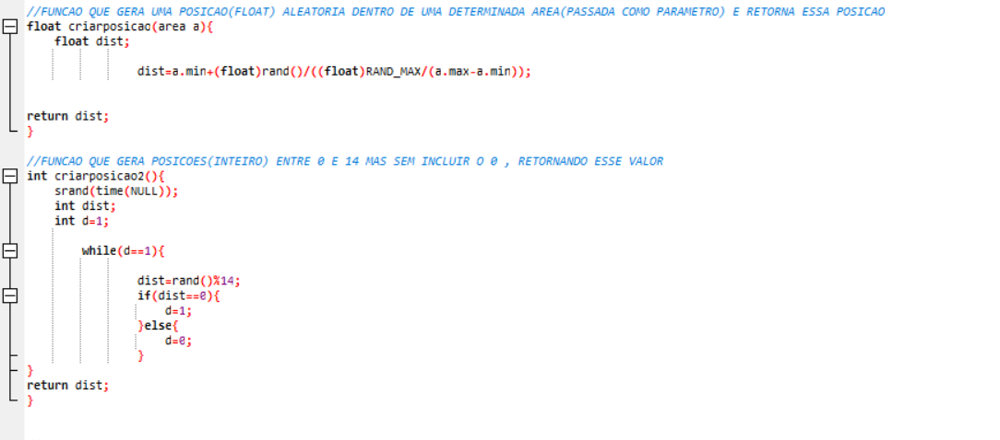 //FUNCAO QUE GERA UMA POSICAO(FLOAT) ALEATORIA DENTRO DE UMA DETERMINADA AREA(PASSADA COMO PARAMETRO) E RETORNA ESSA POSICAO
float criarposicao(area a){
float dist;
dist=a.min+(float)rand()/((float)RAND_MAX/(a.max-a.min));
return dist;
}
//FUNCAO QUE GERA POSICOES(INTEIRO) ENTRE 0 E 14 MAS SEM INCLUIR O 0 , RETORNANDO ESSE VALOR
int criarposicao2(){
srand(time(NULL));
int dist;
int d=1;
while(d==1){
dist=rand()%14;
if(dist==0){
d=1;
}else{
d=0;
}
}
return dist;
}